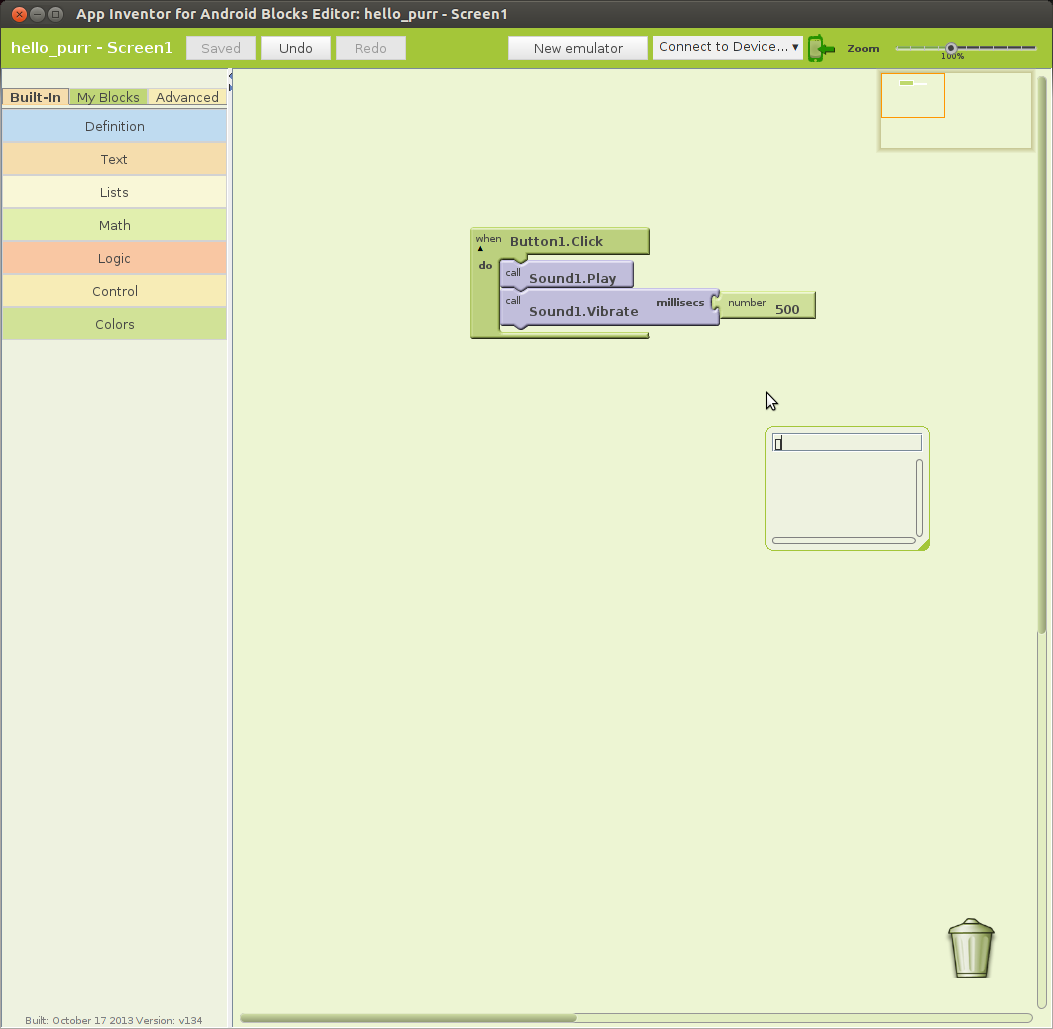 App Inventor for Android Blocks Editor: hello_purr - Screen1
hello_purr - Screen1 Saved Undo Redo New emulator Connect to Device... Zoom
100%
Built-In My Blocks Advanced
Definition
Text
Lists
Math
Logic
Control
Colors
when Button1.Click
do
call Sound1.Play
call Sound1.Vibrate millisecs number 500
Built: October 17 2013 Version: v134